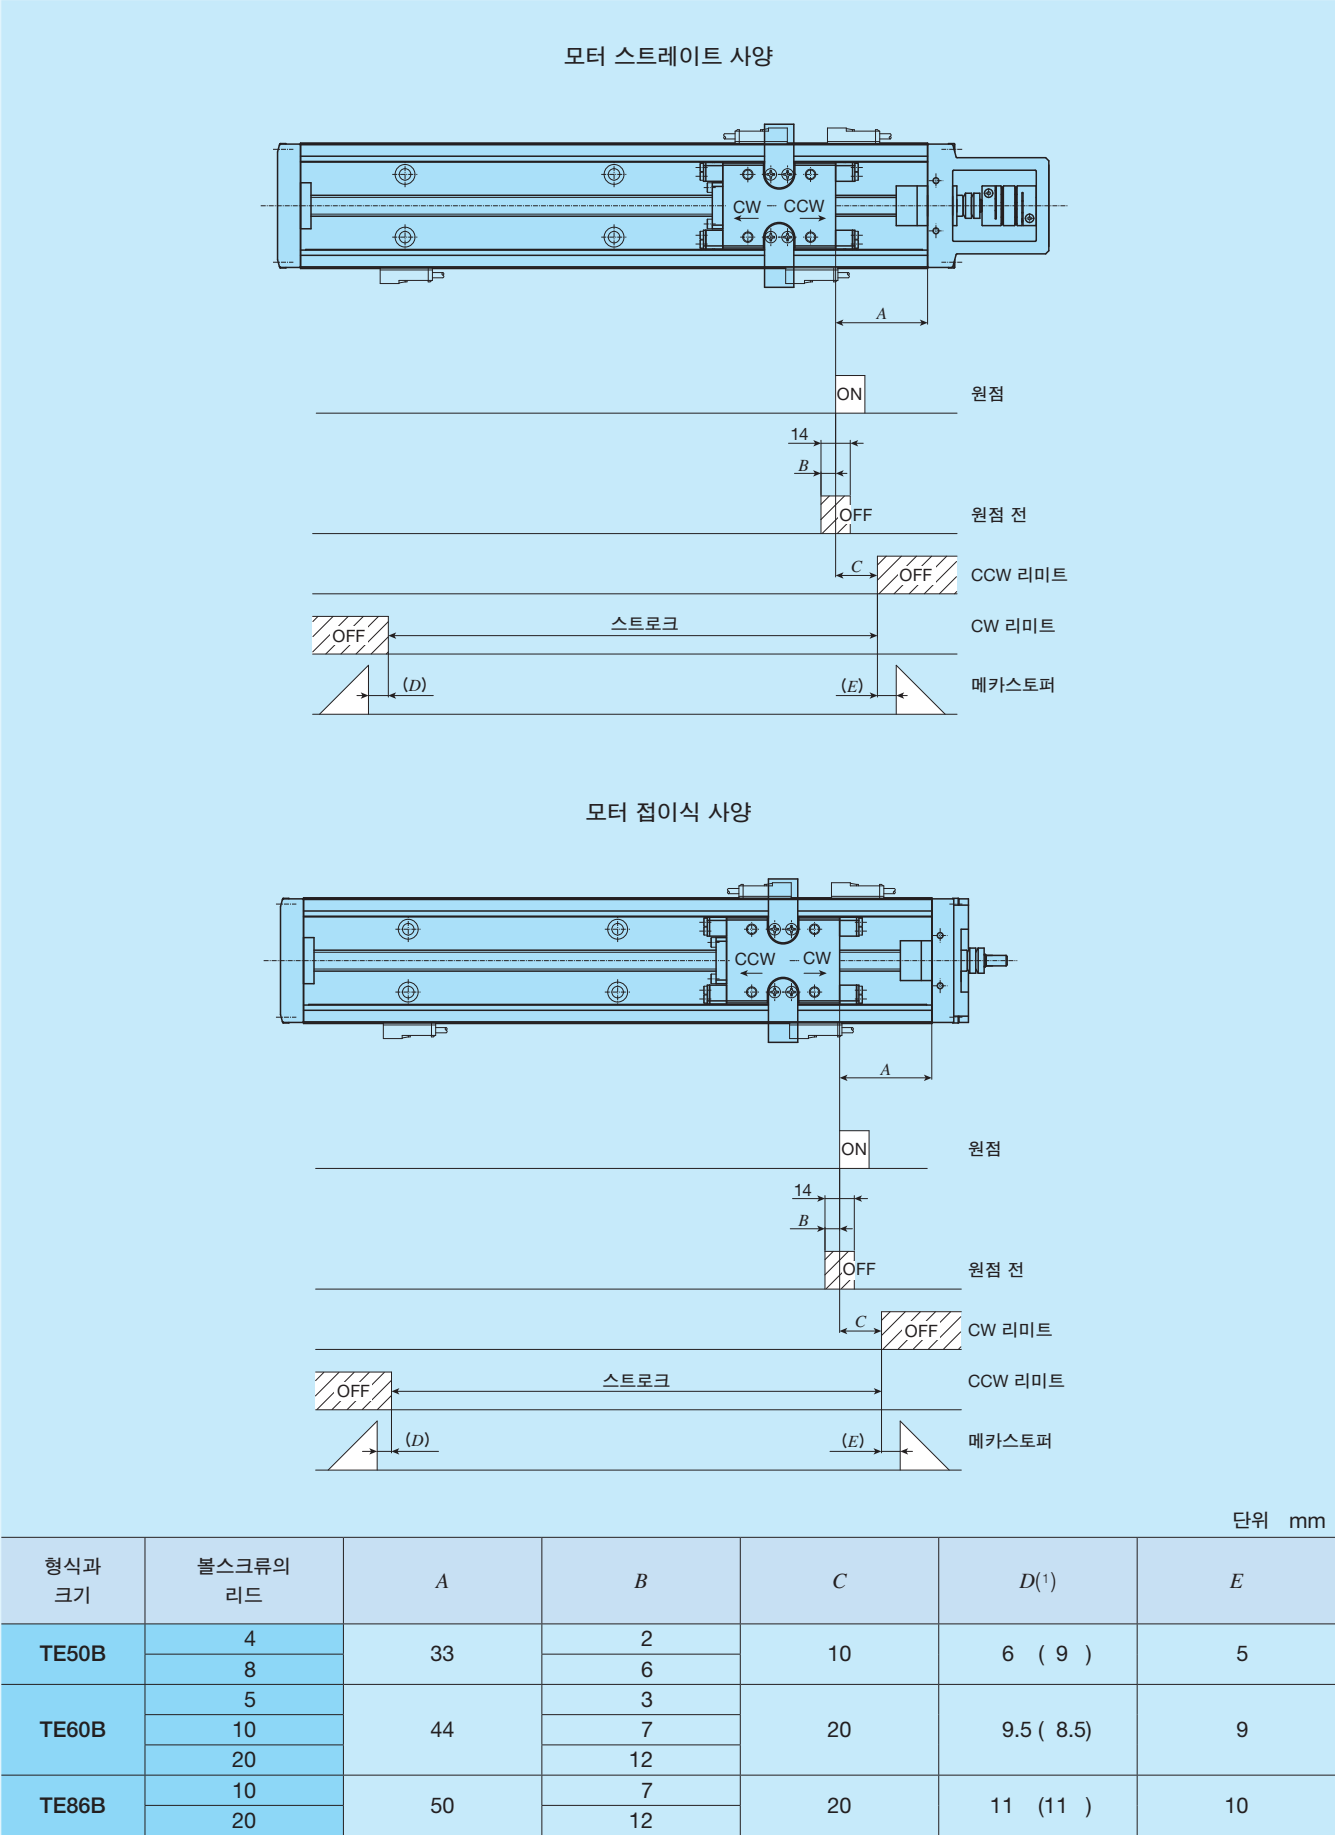 모터 스트레이트 사양
CW CCW
A
ON 원점
14
B
OFF 원점 전
C OFF CCW 리미트
OFF 스트로크 CW 리미트
(D) (E) 메카스토퍼
모터 접이식 사양
CCW CW
A
ON 원점
14
B
OFF 원점 전
C OFF CW 리미트
OFF 스트로크 CCW 리미트
(D) (E) 메카스토퍼
단위 mm
형식과 크기 볼스크류의 리드 A B C D(1) E
TE50B 4 33 2 10 6 ( 9 ) 5
8 6
TE60B 5 44 3 20 9.5 ( 8.5) 9
10 7
20 12
TE86B 10 50 7 20 11 (11 ) 10
20 12